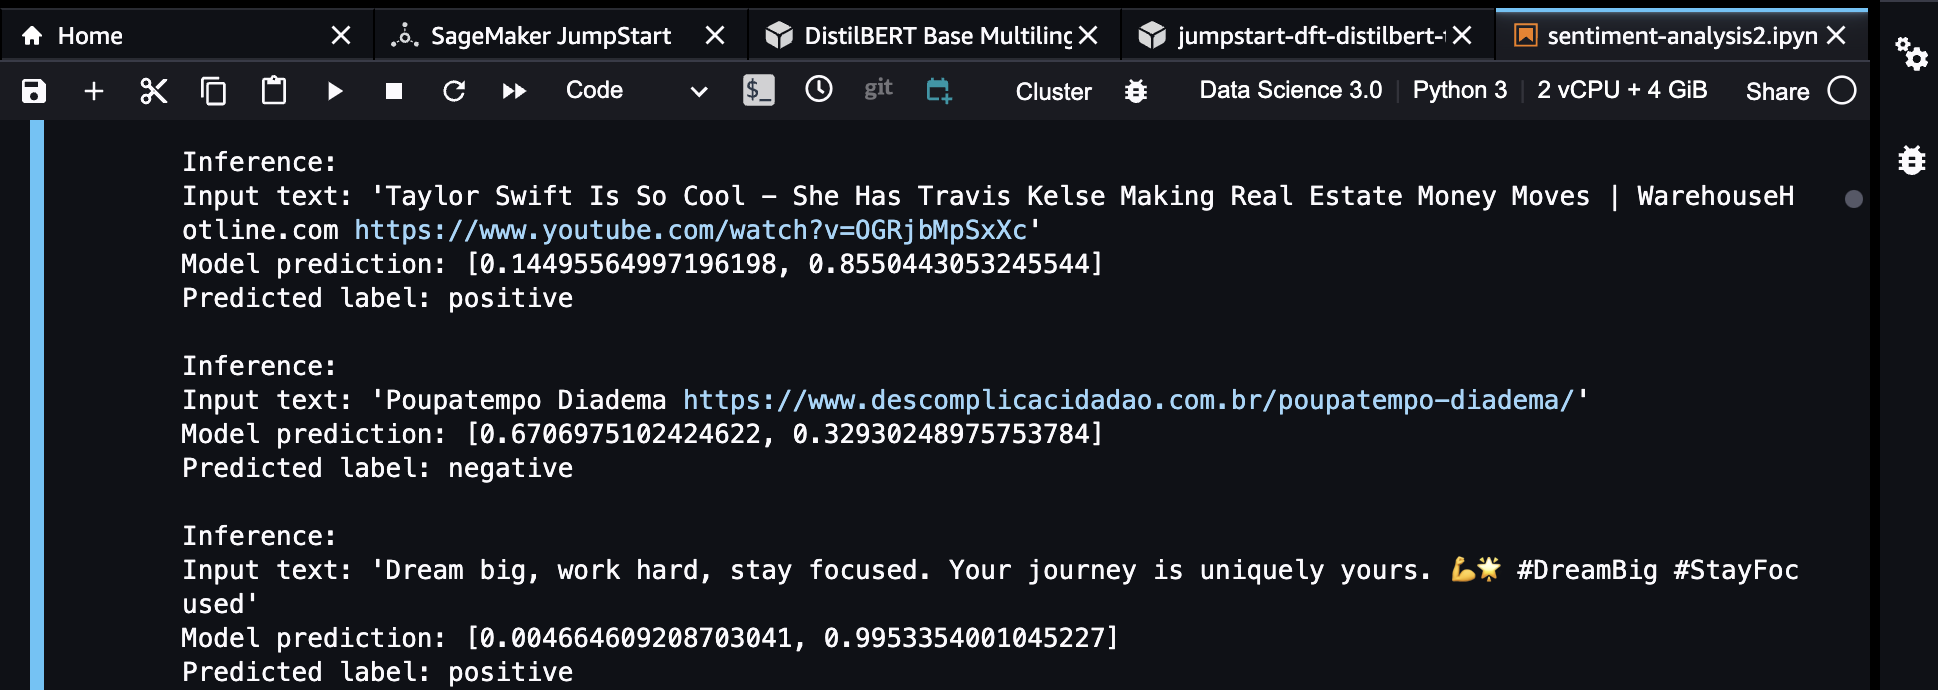 Home
SageMaker JumpStart
DistilBERT Base Multiling
jumpstart-dft-distilbert-
sentiment-analysis2.ipyn
Code
$_
git
Cluster
Data Science 3.0 | Python 3 | 2 vCPU + 4 GiB
Share
Inference:
Input text: 'Taylor Swift Is So Cool – She Has Travis Kelse Making Real Estate Money Moves | WarehouseH
otline.com https://www.youtube.com/watch?v=OGRjbMpSxXc'
Model prediction: [0.14495564997196198, 0.8550443053245544]
Predicted label: positive
Inference:
Input text: 'Poupatempo Diadema https://www.descomplicacidadao.com.br/poupatempo-diadema/'
Model prediction: [0.6706975102424622, 0.32930248975753784]
Predicted label: negative
Inference:
Input text: 'Dream big, work hard, stay focused. Your journey is uniquely yours. 💪🌟 #DreamBig #StayFoc
used'
Model prediction: [0.004664609208703041, 0.9953354001045227]
Predicted label: positive